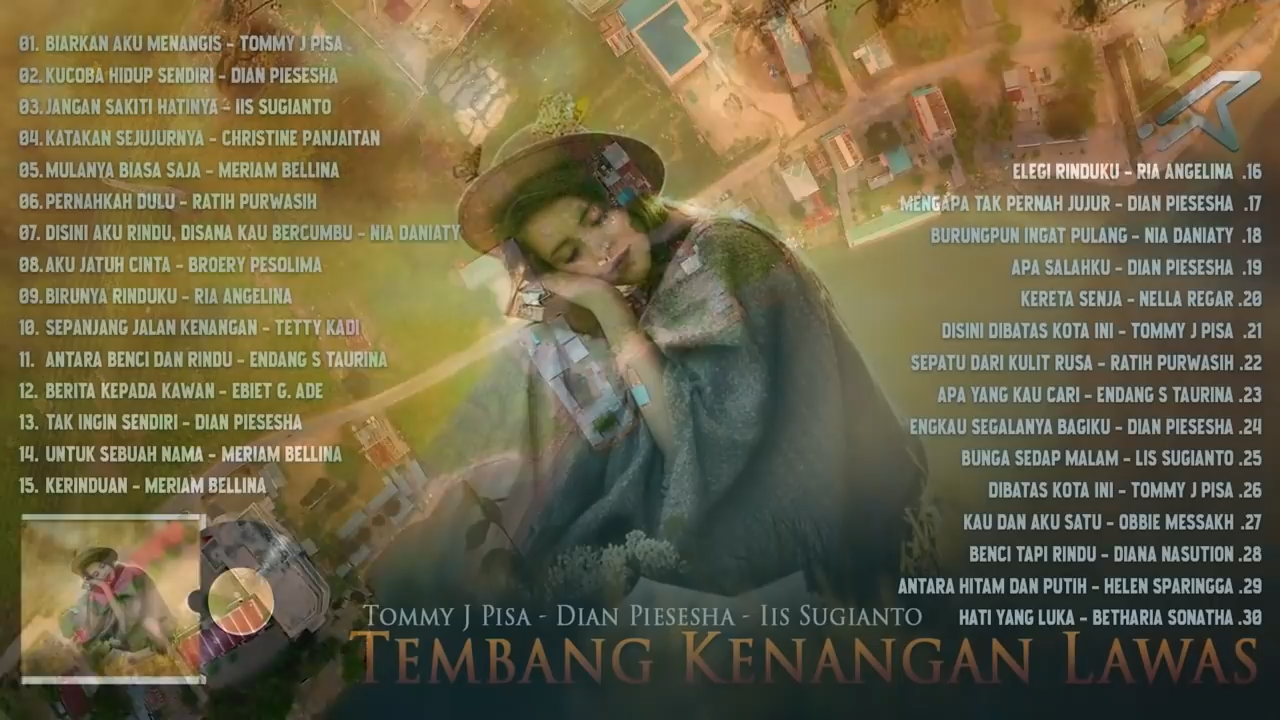 01. BIARKAN AKU MENANGIS - TOMMY J PISA
02. KUCOBA HIDUP SENDIRI - DIAN PIESESHA
03. JANGAN SAKITI HATINYA - IIS SUGIANTO
04. KATAKAN SEJUJURNYA - CHRISTINE PANJAITAN
05. MULANYA BIASA SAJA - MERIAM BELLINA
06. PERNAHKAH DULU - RATIH PURWASIH
07. DISINI AKU RINDU, DISANA KAU BERCUMBU - NIA DANIATY
08. AKU JATUH CINTA - BROERY PESOLIMA
09. BIRUNYA RINDUKU - RIA ANGELINA
10. SEPANJANG JALAN KENANGAN - TETTY KADI
11. ANTARA BENCI DAN RINDU - ENDANG S TAURINA
12. BERITA KEPADA KAWAN - EBIET G. ADE
13. TAK INGIN SENDIRI - DIAN PIESESHA
14. UNTUK SEBUAH NAMA - MERIAM BELLINA
15. KERINDUAN - MERIAM BELLINA
ELEGI RINDUKU - RIA ANGELINA .16
MENGAPA TAK PERNAH JUJUR - DIAN PIESESHA .17
BURUNGPUN INGAT PULANG - NIA DANIATY .18
APA SALAHKU - DIAN PIESESHA .19
KERETA SENJA - NELLA REGAR .20
DISINI DIBATAS KOTA INI - TOMMY J PISA .21
SEPATU DARI KULIT RUSA - RATIH PURWASIH .22
APA YANG KAU CARI - ENDANG S TAURINA .23
ENGKAU SEGALANYA BAGIKU - DIAN PIESESHA .24
BUNGA SEDAP MALAM - LIS SUGIANTO .25
DIBATAS KOTA INI - TOMMY J PISA .26
KAU DAN AKU SATU - OBBIE MESSAKH .27
BENCI TAPI RINDU - DIANA NASUTION .28
ANTARA HITAM DAN PUTIH - HELEN SPARINGGA .29
HATI YANG LUKA - BETHARIA SONATHA .30
TOMMY J PISA - DIAN PIESESHA - IIS SUGIANTO
TEMBANG KENANGAN LAWAS